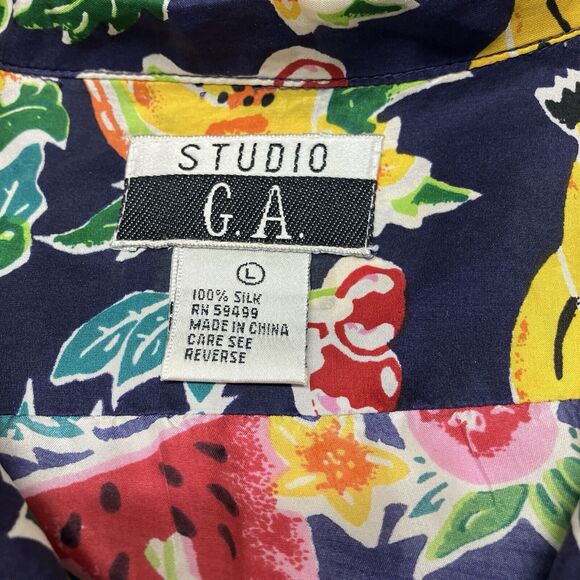 STUDIO
G.A.
L
100% SILK
RN 59499
MADE IN CHINA
CARE SEE
REVERSE